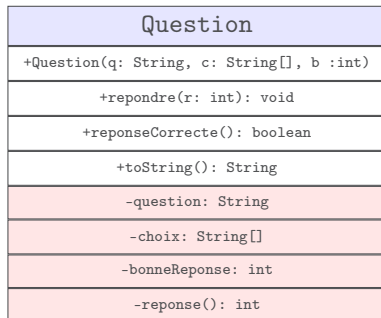 Question
+Question(q: String, c: String[], b :int)
+repondre(r: int): void
+reponseCorrecte(): boolean
+toString(): String
-question: String
-choix: String[]
-bonneReponse: int
-reponse(): int